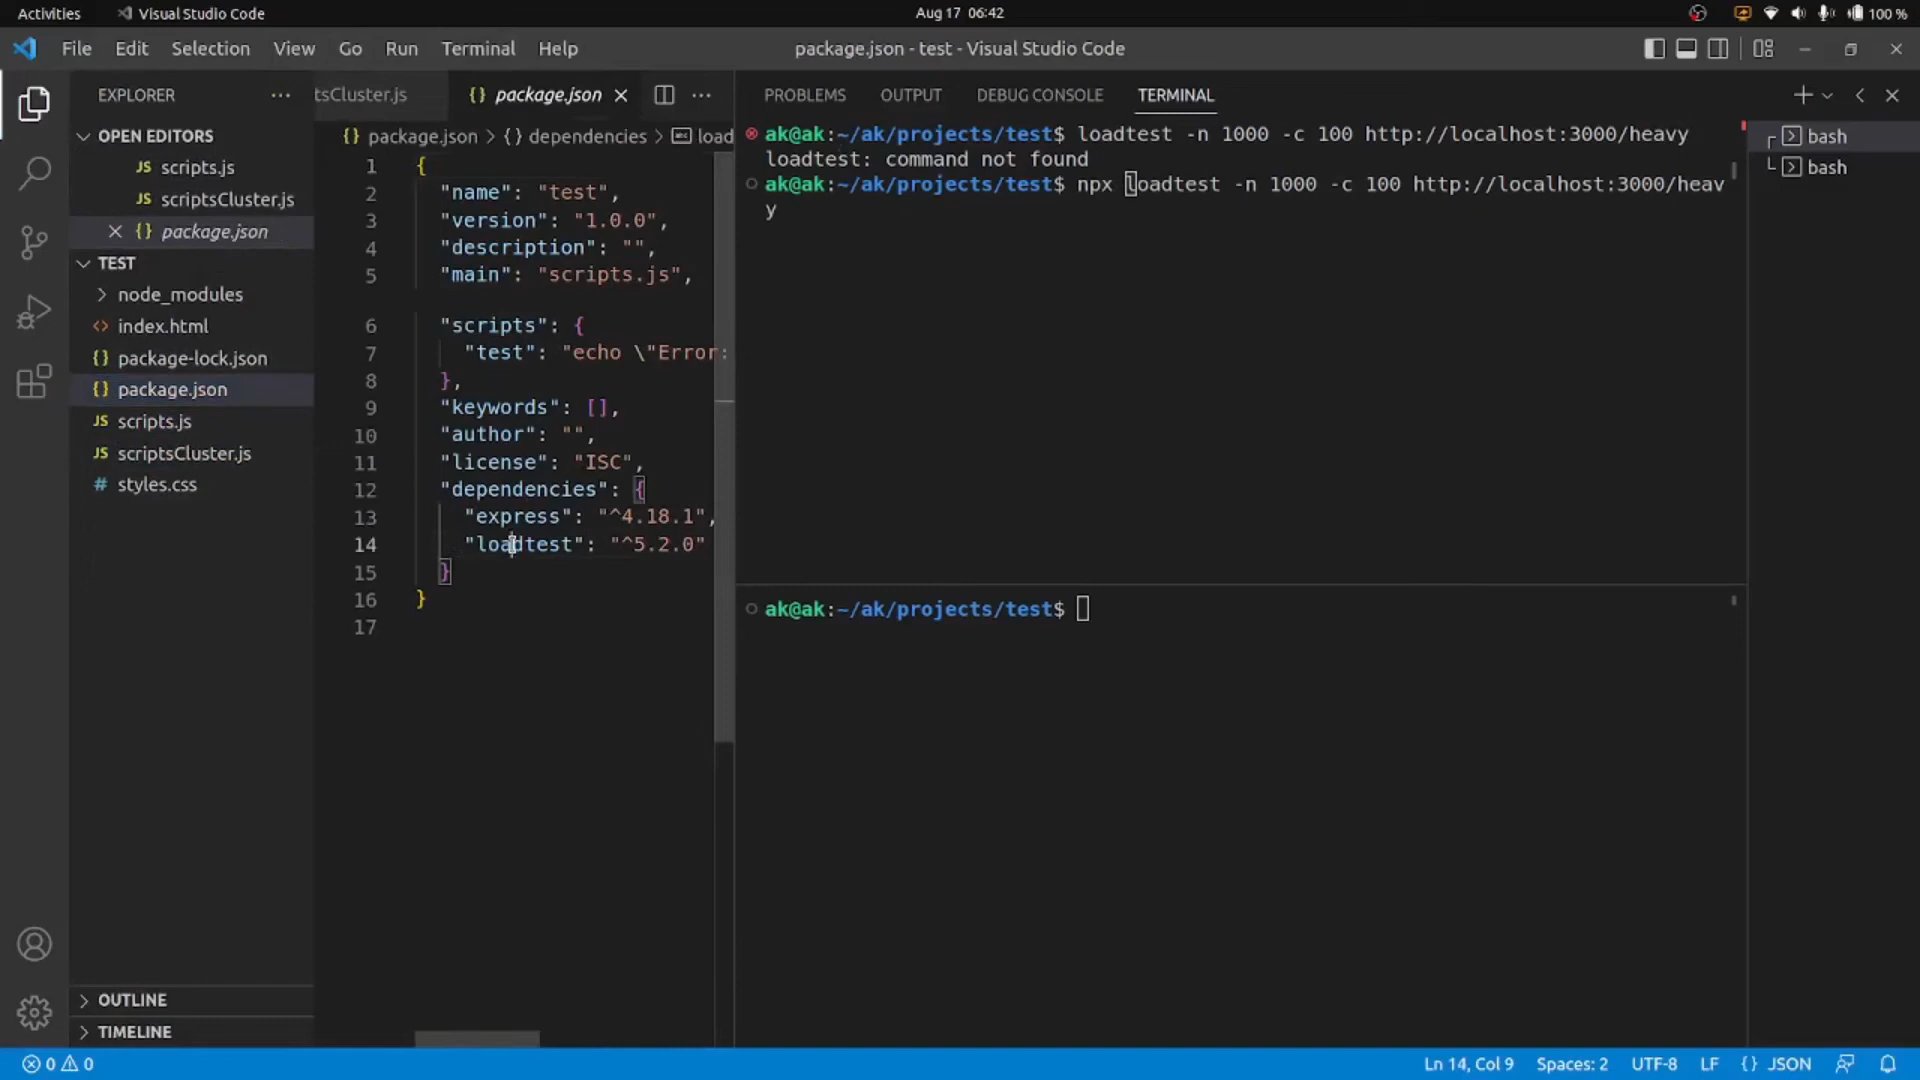 Activities
Visual Studio Code
Aug 17 06:42
100 %
File Edit Selection View Go Run Terminal Help
package.json - test - Visual Studio Code
EXPLORER
OPEN EDITORS
JS scripts.js
JS scriptsCluster.js
{} package.json
TEST
node_modules
<> index.html
{} package-lock.json
{} package.json
JS scripts.js
JS scriptsCluster.js
# styles.css
OUTLINE
TIMELINE
tsCluster.js
{} package.json
{} package.json > {} dependencies > load
1 {
2 "name": "test",
3 "version": "1.0.0",
4 "description": "",
5 "main": "scripts.js",
6 "scripts": {
7 "test": "echo \"Error:
8 },
9 "keywords": [],
10 "author": "",
11 "license": "ISC",
12 "dependencies": {
13 "express": "^4.18.1",
14 "loadtest": "^5.2.0"
15 }
16 }
17
PROBLEMS OUTPUT DEBUG CONSOLE TERMINAL
ak@ak:~/ak/projects/test$ loadtest -n 1000 -c 100 http://localhost:3000/heavy
loadtest: command not found
ak@ak:~/ak/projects/test$ npx loadtest -n 1000 -c 100 http://localhost:3000/heav
y
ak@ak:~/ak/projects/test$
bash
bash
0 0
Ln 14, Col 9
Spaces: 2
UTF-8
LF
{} JSON